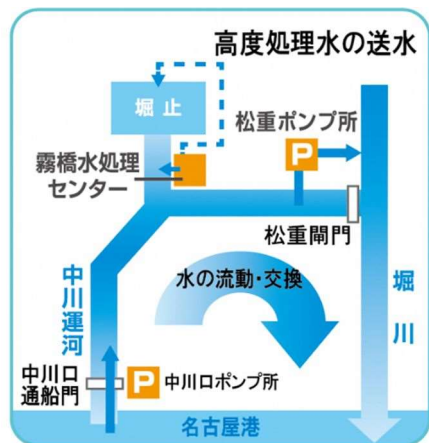 高度処理水の送水
堀止
松重ポンプ所
P
霧橋水処理
センター
松重閘門
水の流動・交換
中川運河
堀川
中川口
通船門
P
中川口ポンプ所
名古屋港